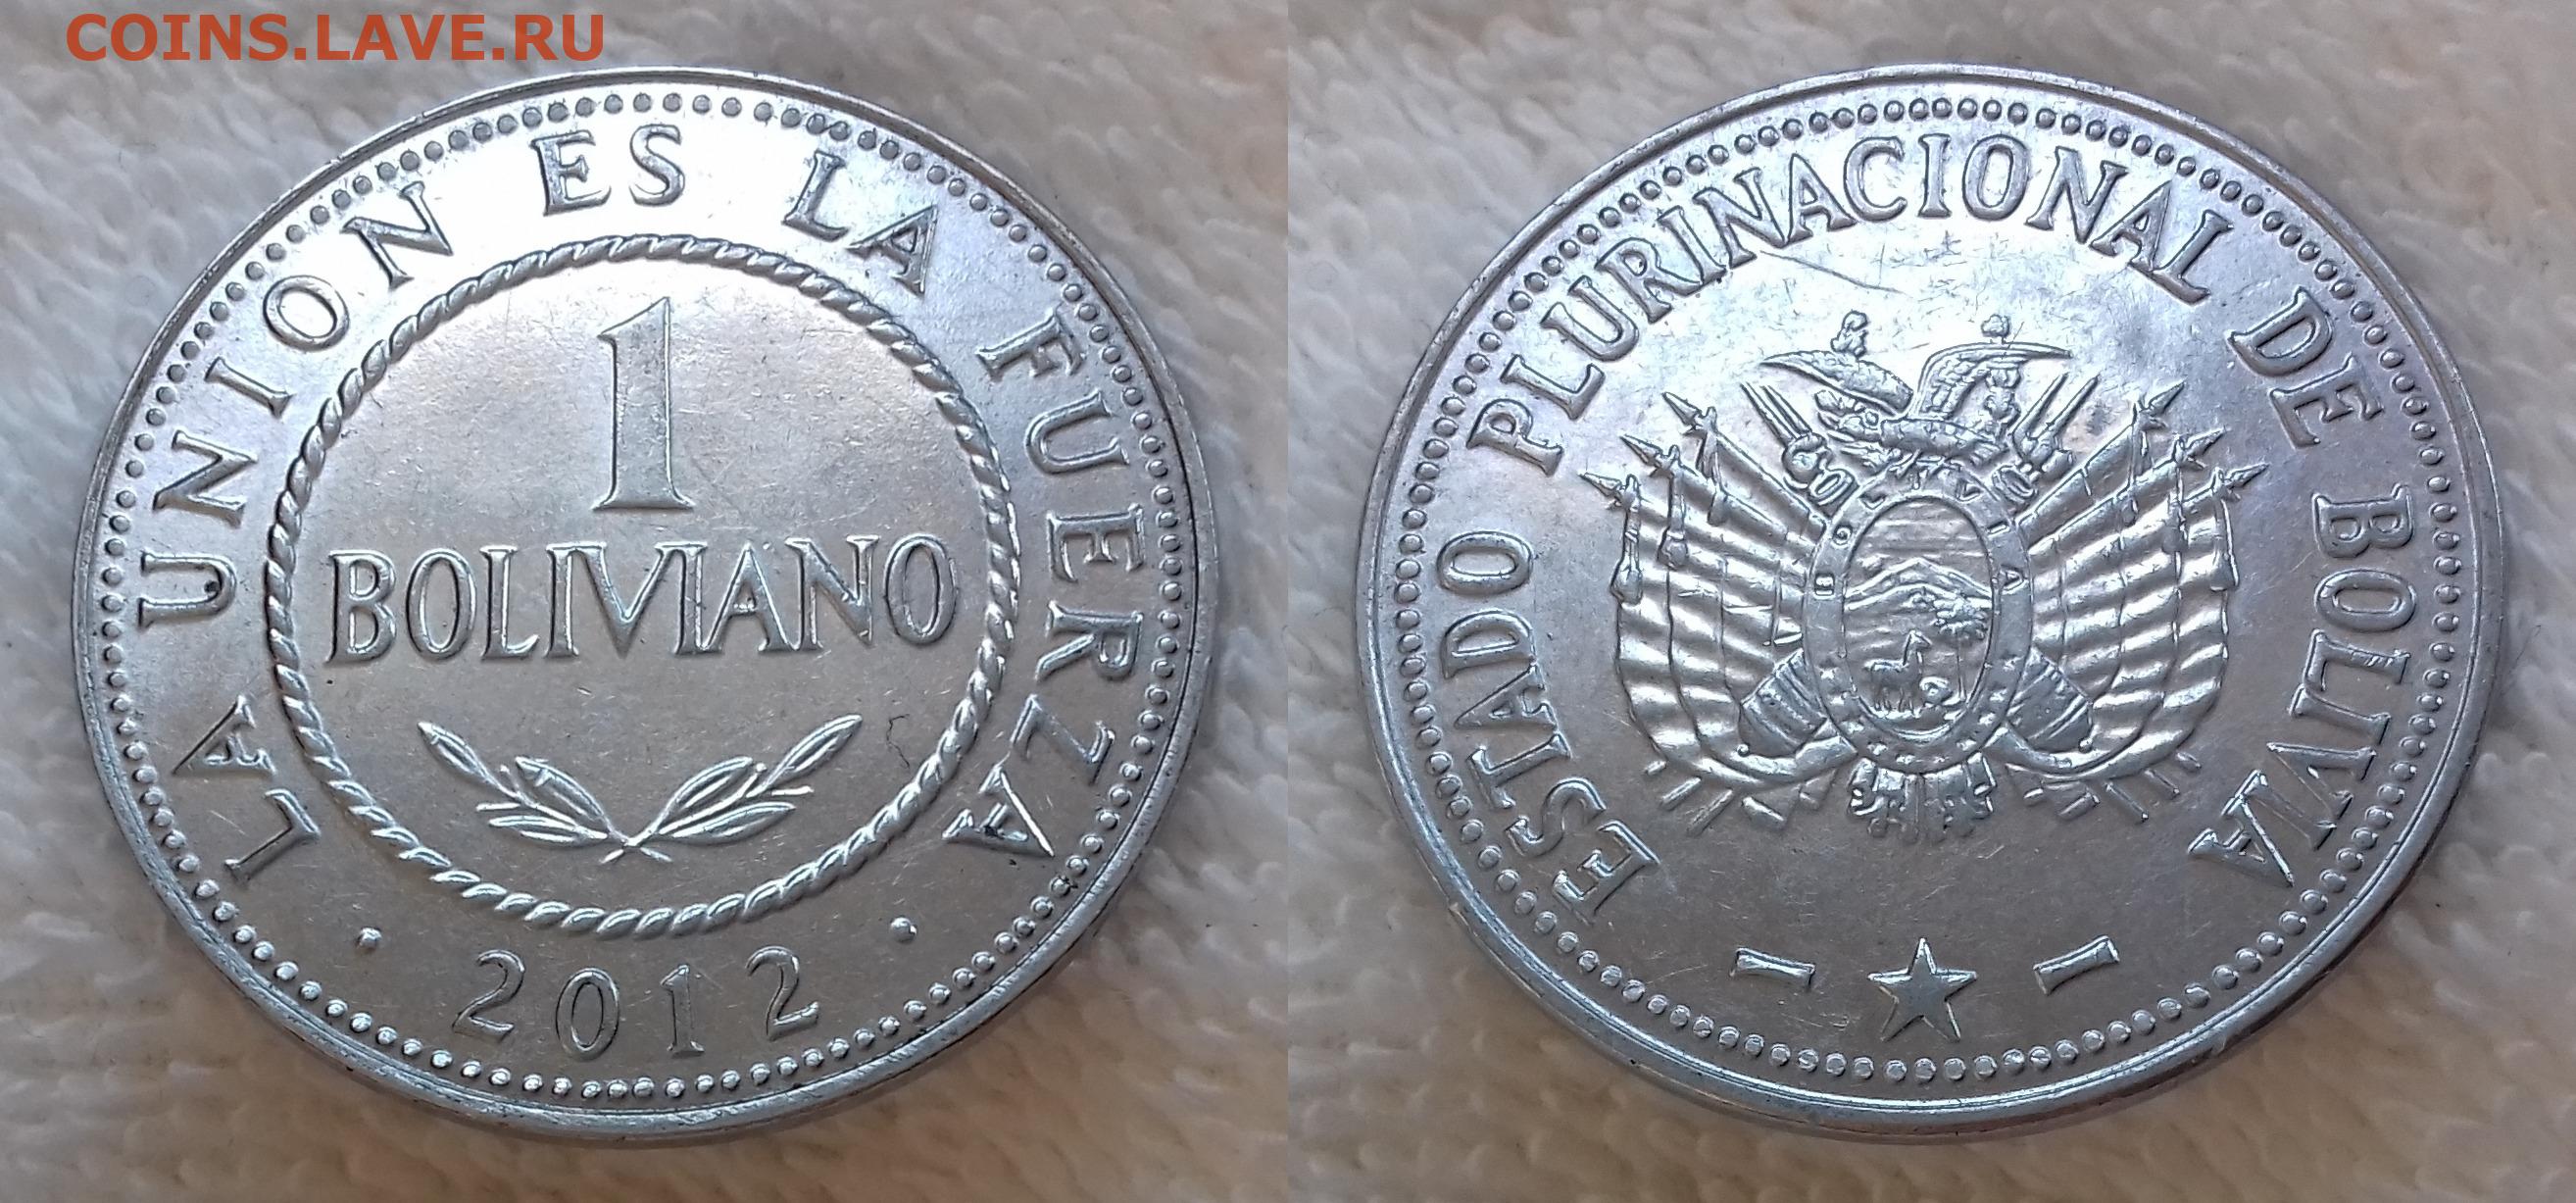 COINS.LAVE.RU
LA UNION ES LA FUERZA
1
BOLIVIANO
· 2012 ·
ESTADO PLURINACIONAL DE BOLIVIA